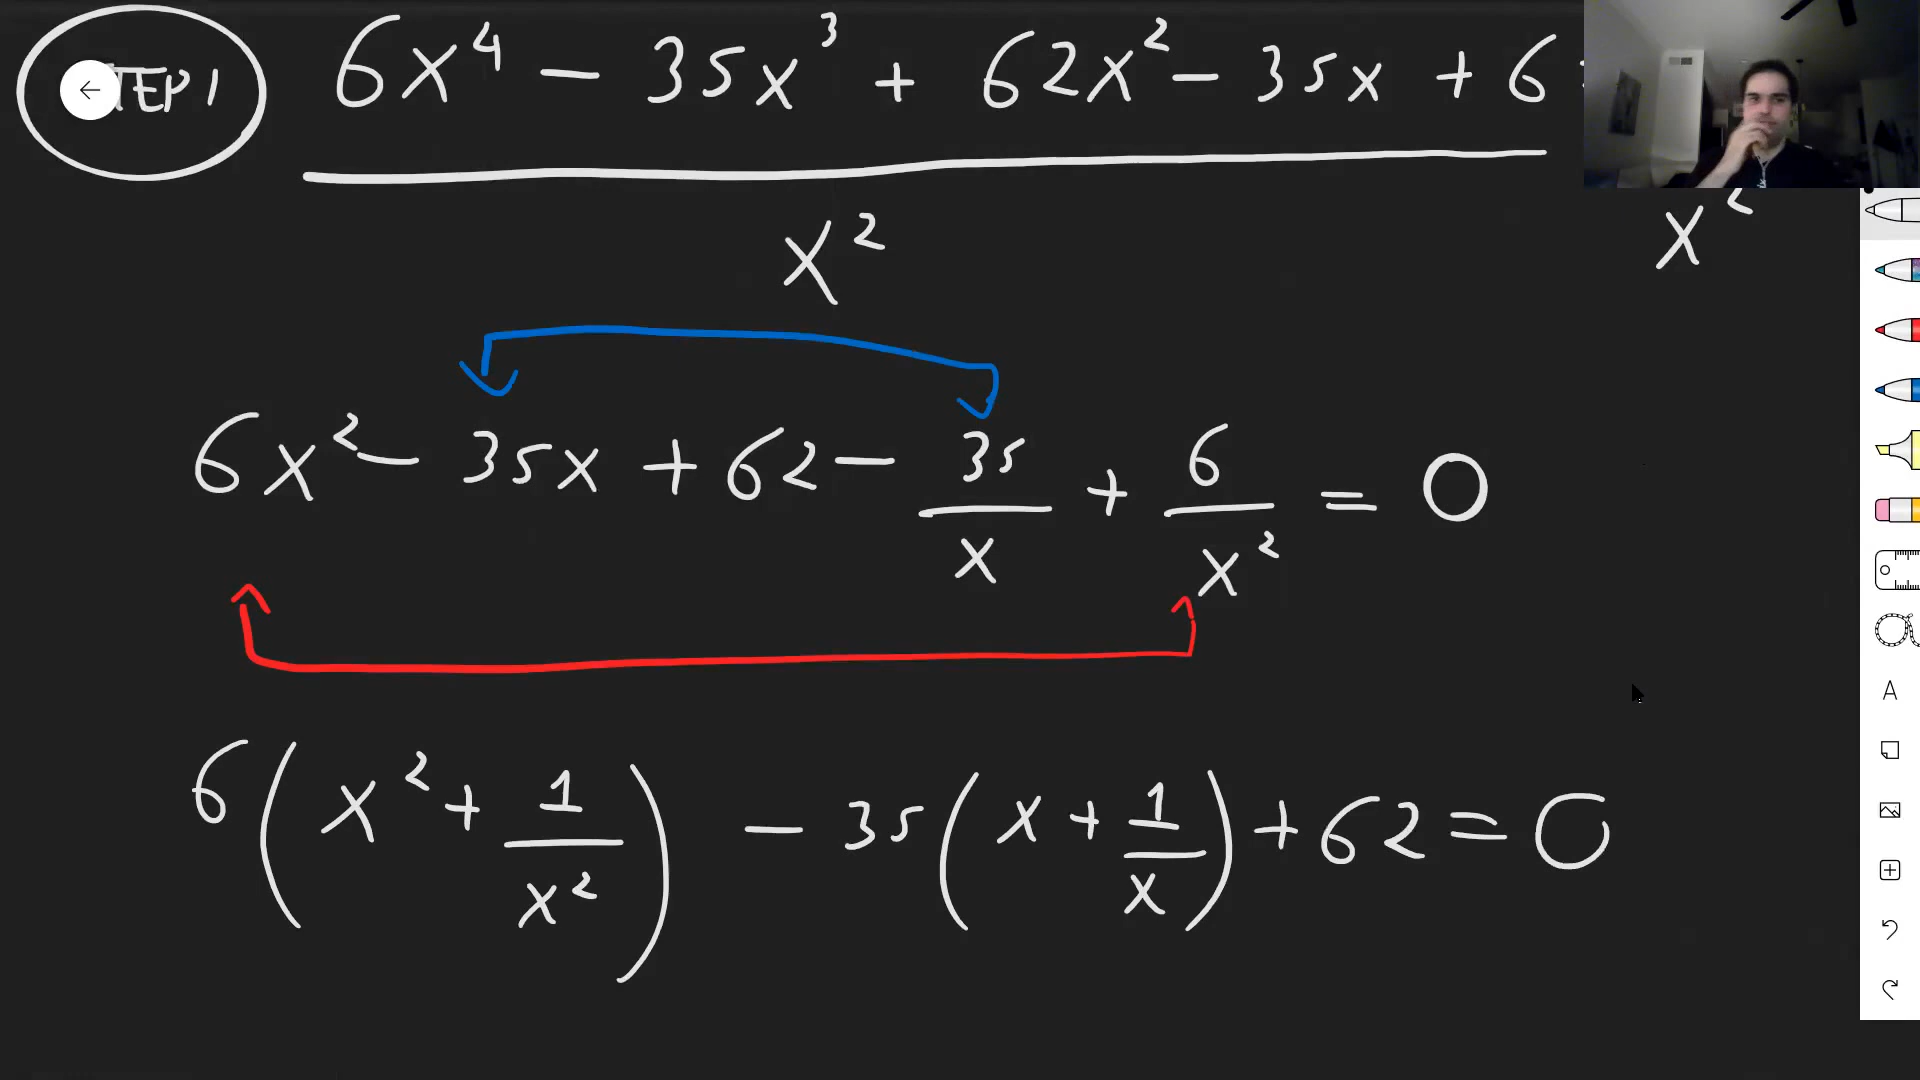 TEP 1
6x⁴ − 35x³ + 62x² − 35x + 6
x² x²
6x² − 35x + 62 − 35/x + 6/x² = 0
6(x² + 1/x²) − 35(x + 1/x) + 62 = 0
A